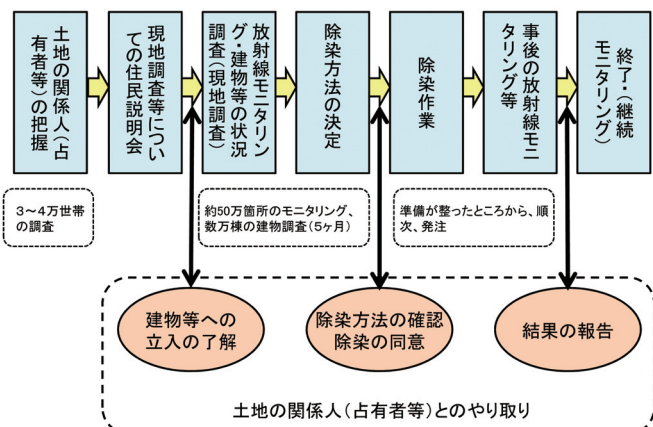 土地の関係人(占
有者等)の把握
現地調査等につい
ての住民説明会
放射線モニタリン
グ・建物等の状況
調査(現地調査)
除染方法の決定
除染作業
事後の放射線モニ
タリング等
終了・(継続
モニタリング)
3～4万世帯
の調査
約50万箇所のモニタリング、
数万棟の建物調査(5ヶ月)
準備が整ったところから、順
次、発注
建物等への
立入の了解
除染方法の確認
除染の同意
結果の報告
土地の関係人(占有者等)とのやり取り